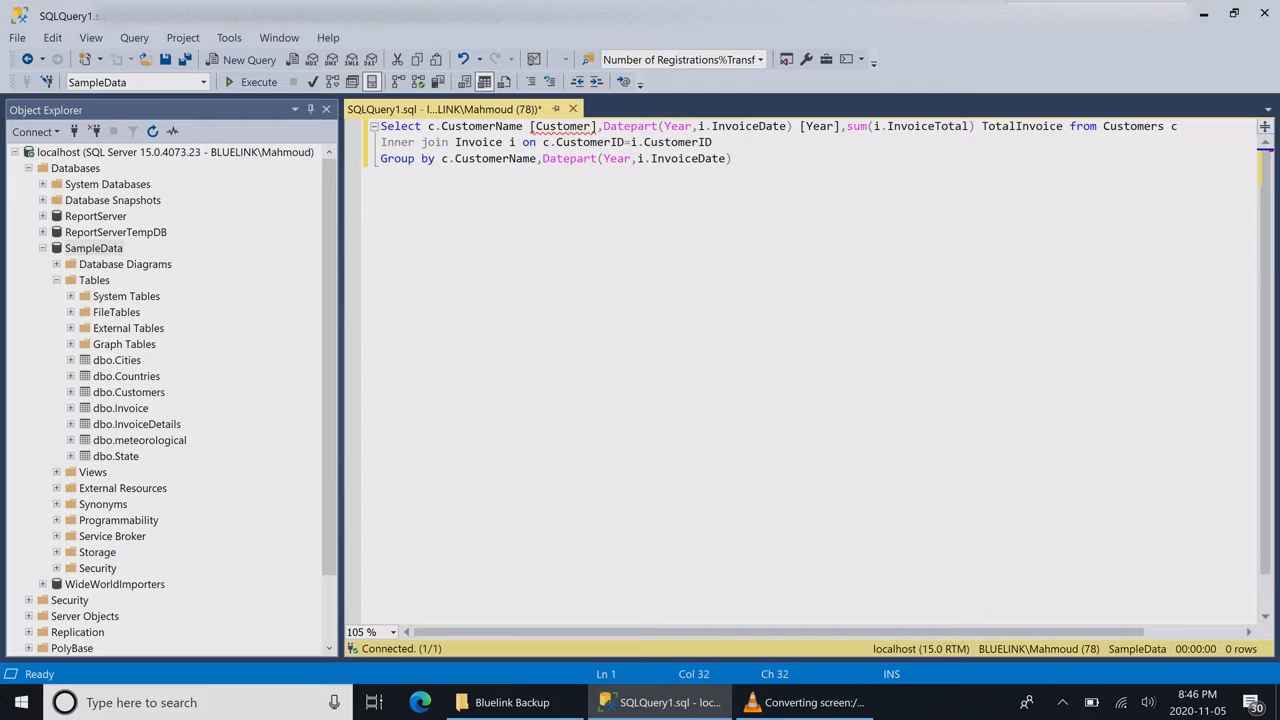 SQLQuery1.s
File Edit View Query Project Tools Window Help
New Query Number of Registrations%Transf
SampleData Execute
Object Explorer
SQLQuery1.sql - l...LINK\Mahmoud (78))*
Connect
localhost (SQL Server 15.0.4073.23 - BLUELINK\Mahmoud)
Databases
System Databases
Database Snapshots
ReportServer
ReportServerTempDB
SampleData
Database Diagrams
Tables
System Tables
FileTables
External Tables
Graph Tables
dbo.Cities
dbo.Countries
dbo.Customers
dbo.Invoice
dbo.InvoiceDetails
dbo.meteorological
dbo.State
Views
External Resources
Synonyms
Programmability
Service Broker
Storage
Security
WideWorldImporters
Security
Server Objects
Replication
PolyBase
Select c.CustomerName [Customer],Datepart(Year,i.InvoiceDate) [Year],sum(i.InvoiceTotal) TotalInvoice from Customers c
Inner join Invoice i on c.CustomerID=i.CustomerID
Group by c.CustomerName,Datepart(Year,i.InvoiceDate)
105 %
Connected. (1/1) localhost (15.0 RTM) BLUELINK\Mahmoud (78) SampleData 00:00:00 0 rows
Ready Ln 1 Col 32 Ch 32 INS
Type here to search Bluelink Backup SQLQuery1.sql - loc... Converting screen:/...
8:46 PM
2020-11-05
30